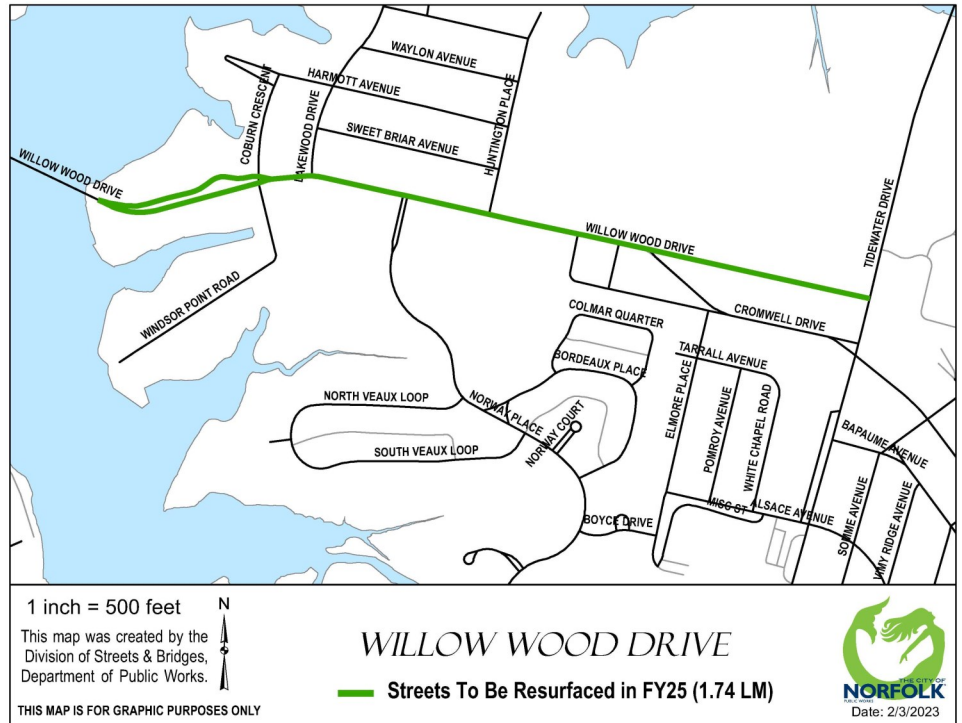 WAYLON AVENUE
HARMOTT AVENUE
COBURN CRESCENT
LAKEWOOD DRIVE
SWEET BRIAR AVENUE
HUNTINGTON PLACE
WILLOW WOOD DRIVE
WILLOW WOOD DRIVE
TIDEWATER DRIVE
WINDSOR POINT ROAD
COLMAR QUARTER
CROMWELL DRIVE
TARRALL AVENUE
BORDEAUX PLACE
ELMORE PLACE
NORTH VEAUX LOOP
NORWAY PLACE
NORWAY COURT
POMROY AVENUE
WHITE CHAPEL ROAD
SOUTH VEAUX LOOP
BAPAUME AVENUE
MISC ST
ALSACE AVENUE
BOYCE DRIVE
SOMME AVENUE
VIMY RIDGE AVENUE
1 inch = 500 feet
N
This map was created by the
Division of Streets & Bridges,
Department of Public Works.
THIS MAP IS FOR GRAPHIC PURPOSES ONLY
WILLOW WOOD DRIVE
Streets To Be Resurfaced in FY25 (1.74 LM)
THE CITY OF
NORFOLK
PUBLIC WORKS
Date: 2/3/2023